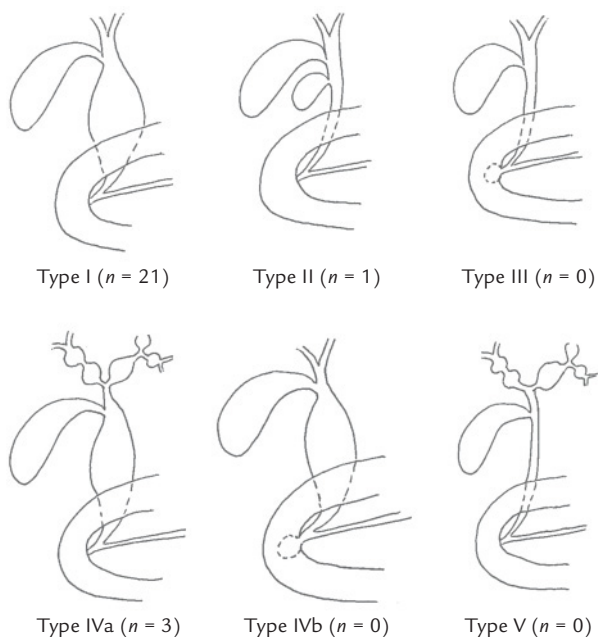 Type I (n = 21)
Type II (n = 1)
Type III (n = 0)
Type IVa (n = 3)
Type IVb (n = 0)
Type V (n = 0)